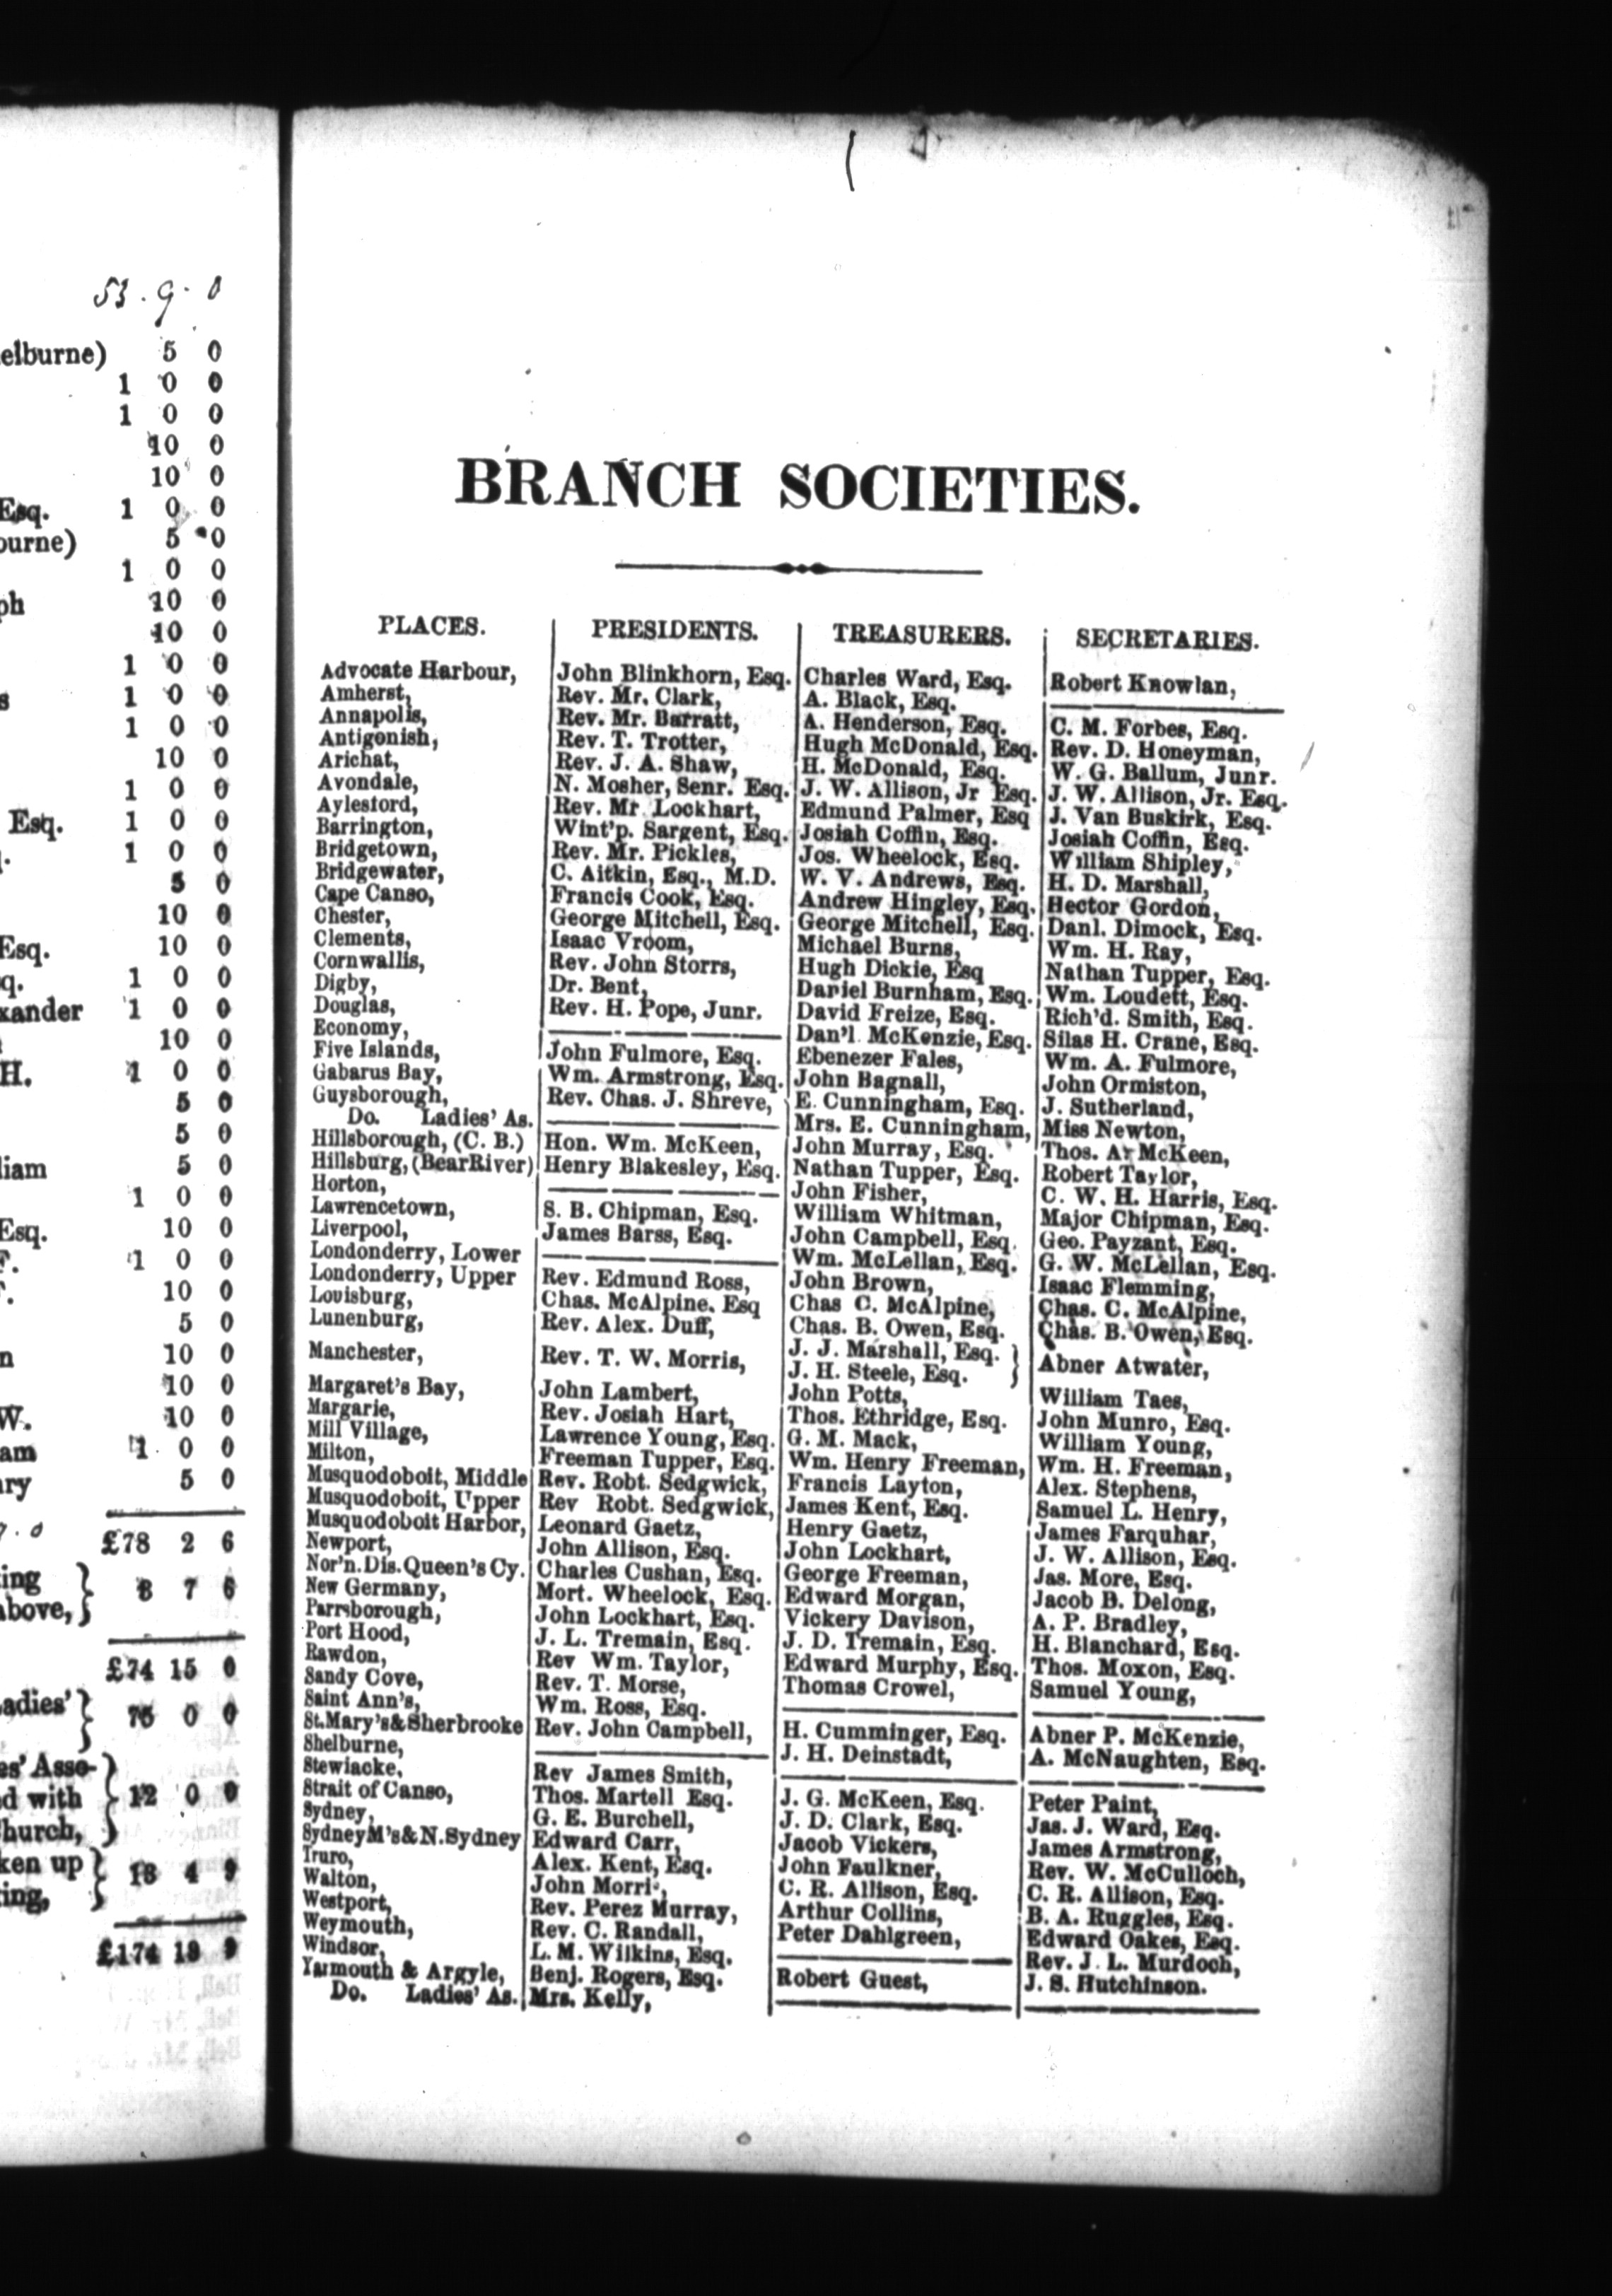 53 . 9 . 0
elburne) 5 0
1 0 0
1 0 0
10 0
10 0
Esq. 1 0 0
ourne) 5 0
1 0 0
ph 10 0
10 0
1 0 0
s 1 0 0
1 0 0
10 0
1 0 0
Esq. 1 0 0
. 1 0 0
5 0
10 0
Esq. 10 0
q. 1 0 0
xander 1 0 0
10 0
H. 1 0 0
5 0
5 0
liam 5 0
1 0 0
Esq. 10 0
F. 1 0 0
10 0
5 0
n 10 0
10 0
W. 10 0
am 1 0 0
ry 5 0
£78 2 6
ing
above, } 3 7 6
£74 15 0
adies' } 75 0 0
es' Asso-
d with } 12 0 0
hurch,
ken up
ing, } 13 4 9
£174 19 9
BRANCH SOCIETIES.
PLACES. PRESIDENTS. TREASURERS. SECRETARIES.
Advocate Harbour, John Blinkhorn, Esq. Charles Ward, Esq. Robert Knowlan,
Amherst, Rev. Mr. Clark, A. Black, Esq. ————
Annapolis, Rev. Mr. Barratt, A. Henderson, Esq. C. M. Forbes, Esq.
Antigonish, Rev. T. Trotter, Hugh McDonald, Esq. Rev. D. Honeyman,
Arichat, Rev. J. A. Shaw, H. McDonald, Esq. W. G. Ballum, Junr.
Avondale, N. Mosher, Senr. Esq. J. W. Allison, Jr Esq. J. W. Allison, Jr. Esq.
Aylesford, Rev. Mr. Lockhart, Edmund Palmer, Esq J. Van Buskirk, Esq.
Barrington, Wint'p. Sargent, Esq. Josiah Coffin, Esq. Josiah Coffin, Esq.
Bridgetown, Rev. Mr. Pickles, Jos. Wheelock, Esq. William Shipley,
Bridgewater, C. Aitkin, Esq., M.D. W. V. Andrews, Esq. H. D. Marshall,
Cape Canso, Francis Cook, Esq. Andrew Hingley, Esq. Hector Gordon,
Chester, George Mitchell, Esq. George Mitchell, Esq. Danl. Dimock, Esq.
Clements, Isaac Vroom, Michael Burns, Wm. H. Ray,
Cornwallis, Rev. John Storrs, Hugh Dickie, Esq Nathan Tupper, Esq.
Digby, Dr. Bent, Daniel Burnham, Esq. Wm. Loudett, Esq.
Douglas, Rev. H. Pope, Junr. David Freize, Esq. Rich'd. Smith, Esq.
Economy, ———— Dan'l McKenzie, Esq. Silas H. Crane, Esq.
Five Islands, John Fulmore, Esq. Ebenezer Fales, Wm. A. Fulmore,
Gabarus Bay, Wm. Armstrong, Esq. John Bagnall, John Ormiston,
Guysborough, Rev. Chas. J. Shreve, E. Cunningham, Esq. J. Sutherland,
Do. Ladies' As. ———— Mrs. E. Cunningham, Miss Newton,
Hillsborough, (C. B.) Hon. Wm. McKeen, John Murray, Esq. Thos. A. McKeen,
Hillsburg, (BearRiver) Henry Blakesley, Esq. Nathan Tupper, Esq. Robert Taylor,
Horton, ———— John Fisher, C. W. H. Harris, Esq.
Lawrencetown, S. B. Chipman, Esq. William Whitman, Major Chipman, Esq.
Liverpool, James Barss, Esq. John Campbell, Esq. Geo. Payzant, Esq.
Londonderry, Lower ———— Wm. McLellan, Esq. G. W. McLellan, Esq.
Londonderry, Upper Rev. Edmund Ross, John Brown, Isaac Flemming,
Louisburg, Chas. McAlpine. Esq Chas C. McAlpine, Chas. C. McAlpine,
Lunenburg, Rev. Alex. Duff, Chas. B. Owen, Esq. Chas. B. Owen, Esq.
Manchester, Rev. T. W. Morris, J. J. Marshall, Esq. J. H. Steele, Esq. } Abner Atwater,
Margaret's Bay, John Lambert, John Potts, William Taes,
Margarie, Rev. Josiah Hart, Thos. Ethridge, Esq. John Munro, Esq.
Mill Village, Lawrence Young, Esq. G. M. Mack, William Young,
Milton, Freeman Tupper, Esq. Wm. Henry Freeman, Wm. H. Freeman,
Musquodoboit, Middle Rev. Robt. Sedgwick, Francis Layton, Alex. Stephens,
Musquodoboit, Upper Rev Robt. Sedgwick, James Kent, Esq. Samuel L. Henry,
Musquodoboit Harbor, Leonard Gaetz, Henry Gaetz, James Farquhar,
Newport, John Allison, Esq. John Lockhart, J. W. Allison, Esq.
Nor'n. Dis. Queen's Cy. Charles Cushan, Esq. George Freeman, Jas. More, Esq.
New Germany, Mort. Wheelock, Esq. Edward Morgan, Jacob B. Delong,
Parrsborough, John Lockhart, Esq. Vickery Davison, A. P. Bradley,
Port Hood, J. L. Tremain, Esq. J. D. Tremain, Esq. H. Blanchard, Esq.
Rawdon, Rev Wm. Taylor, Edward Murphy, Esq. Thos. Moxon, Esq.
Sandy Cove, Rev. T. Morse, Thomas Crowel, Samuel Young,
Saint Ann's, Wm. Ross, Esq. ———— ————
St. Mary's & Sherbrooke Rev. John Campbell, H. Cumminger, Esq. Abner P. McKenzie,
Shelburne, ———— J. H. Deinstadt, A. McNaughten, Esq.
Stewiacke, Rev James Smith, ———— ————
Strait of Canso, Thos. Martell Esq. J. G. McKeen, Esq. Peter Paint,
Sydney, G. E. Burchell, J. D. Clark, Esq. Jas. J. Ward, Esq.
SydneyM's & N. Sydney Edward Carr, Jacob Vickers, James Armstrong,
Truro, Alex. Kent, Esq. John Faulkner, Rev. W. McCulloch,
Walton, John Morris, C. R. Allison, Esq. C. R. Allison, Esq.
Westport, Rev. Perez Murray, Arthur Collins, B. A. Ruggles, Esq.
Weymouth, Rev. C. Randall, Peter Dahlgreen, Edward Oakes, Esq.
Windsor, L. M. Wilkins, Esq. ———— Rev. J. L. Murdoch,
Yarmouth & Argyle, Benj. Rogers, Esq. Robert Guest, J. S. Hutchinson.
Do. Ladies' As. Mrs. Kelly, ———— ————